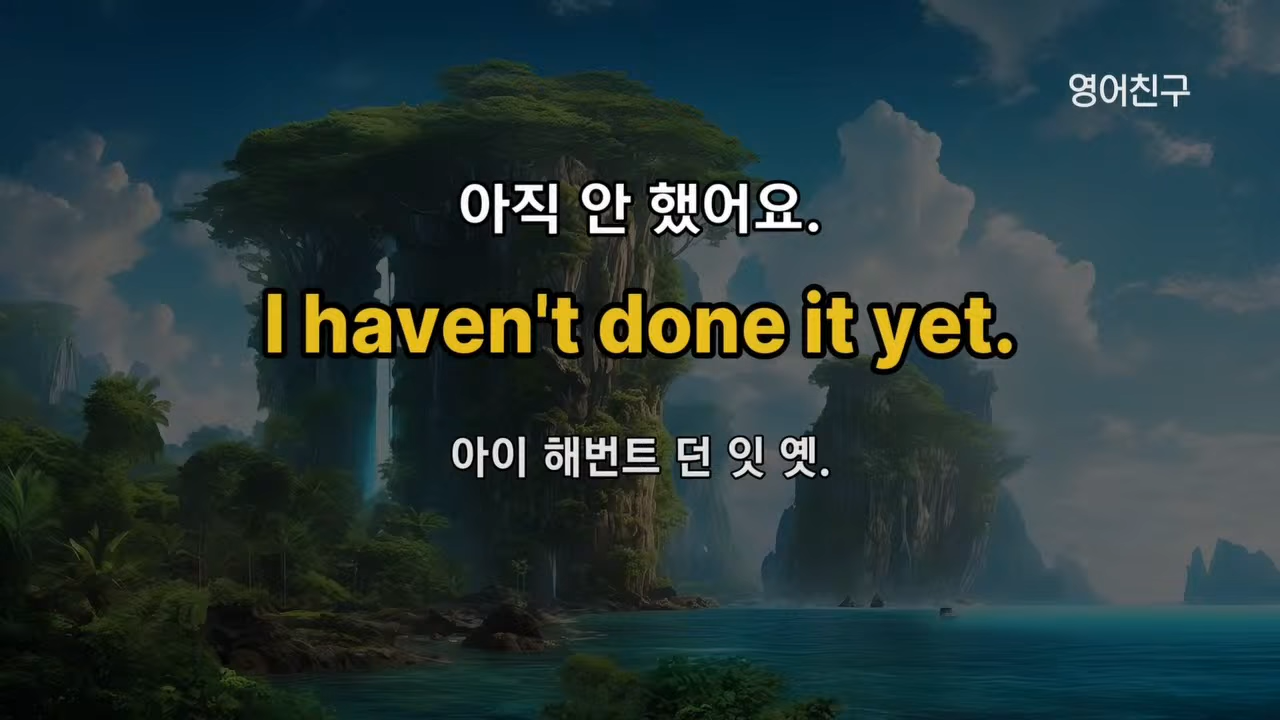 영어친구
아직 안 했어요.
I haven't done it yet.
아이 해번트 던 잇 옛.